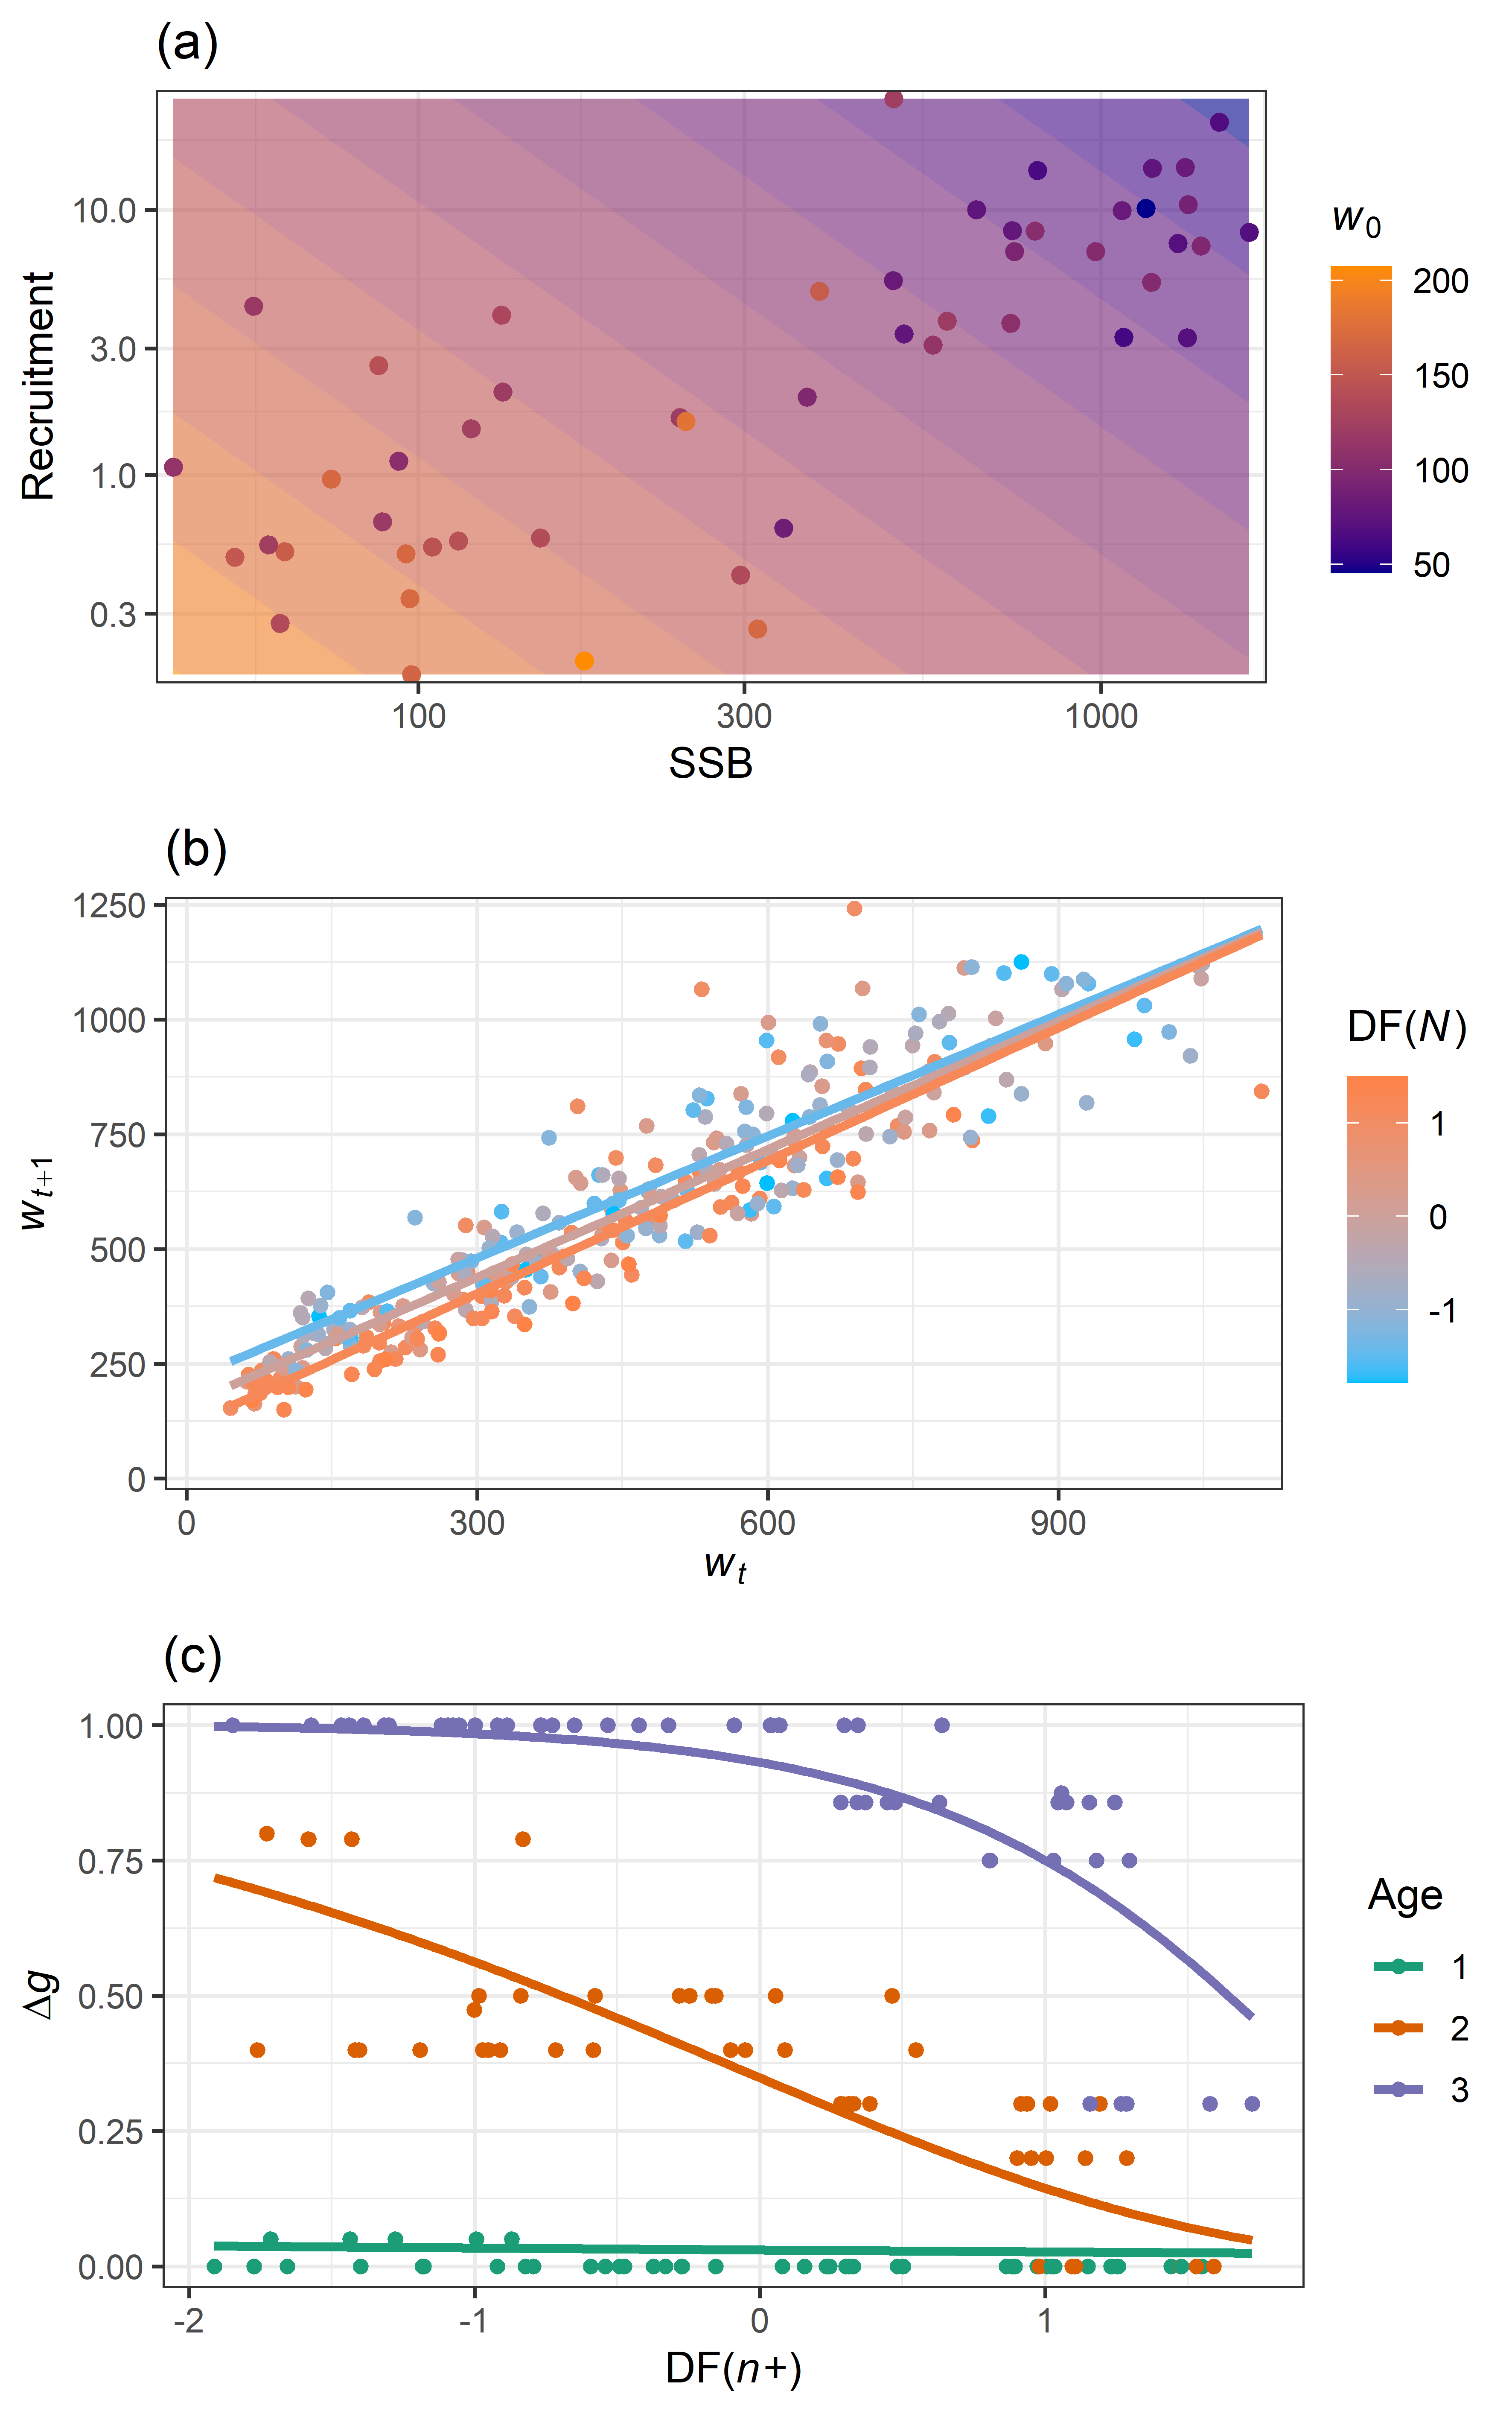 (a)
Recruitment
10.0
3.0
1.0
0.3
100 300 1000
SSB
w0
200
150
100
50
(b)
wt+1
1250
1000
750
500
250
0
0 300 600 900
wt
DF(N)
1
0
-1
(c)
Δg
1.00
0.75
0.50
0.25
0.00
-2 -1 0 1
DF(n+)
Age
1
2
3